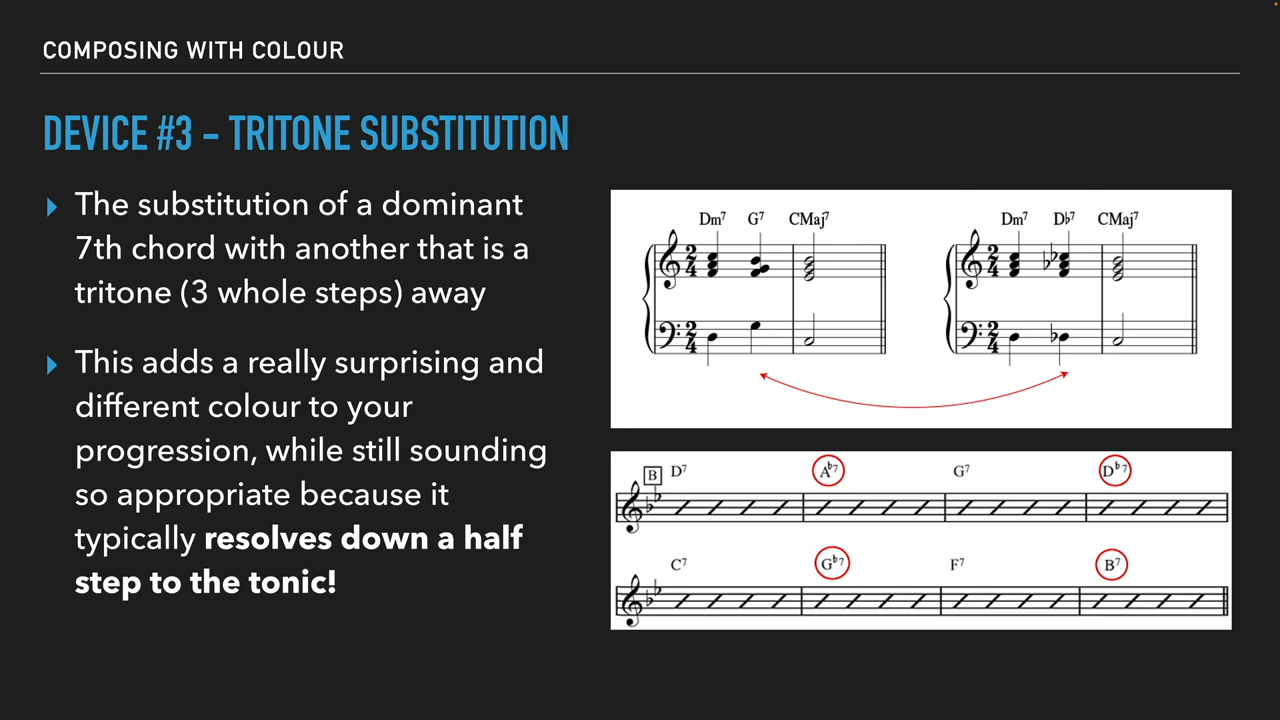 COMPOSING WITH COLOUR
DEVICE #3 - TRITONE SUBSTITUTION
▸ The substitution of a dominant
7th chord with another that is a
tritone (3 whole steps) away
▸ This adds a really surprising and
different colour to your
progression, while still sounding
so appropriate because it
typically resolves down a half
step to the tonic!
Dm7 G7 CMaj7
2 4
2 4
Dm7 D♭7 CMaj7
2 4
2 4
B D7 A♭7 G7 D♭7
C7 G♭7 F7 B7